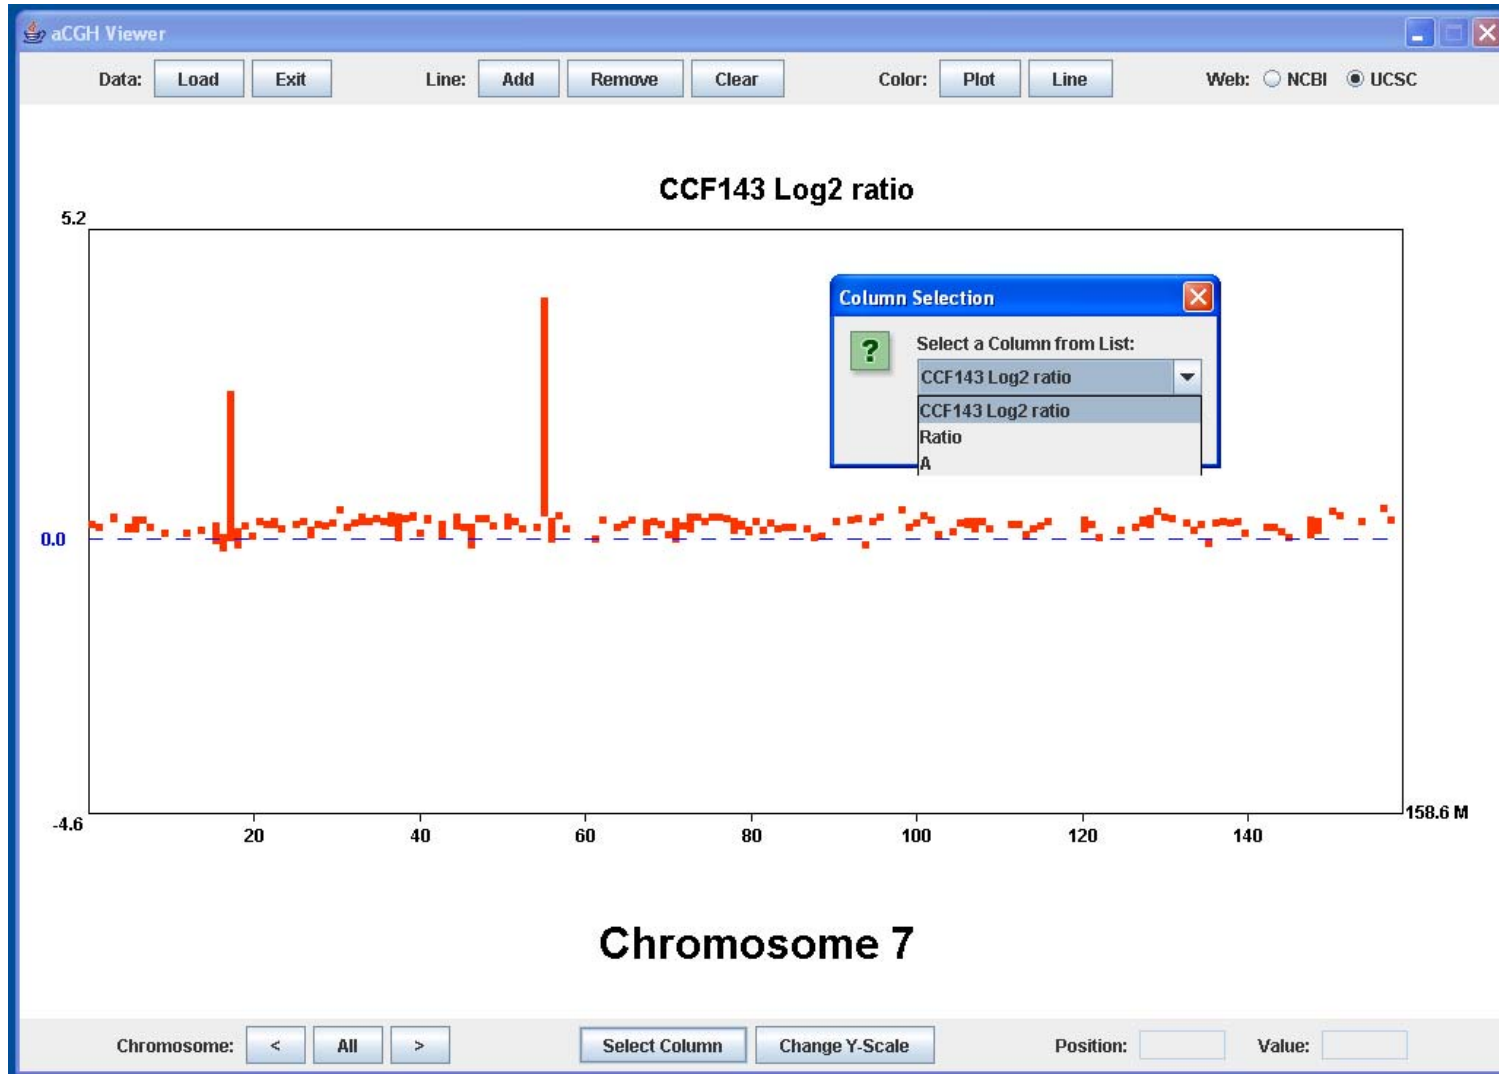 aCGH Viewer
Data: Load Exit Line: Add Remove Clear Color: Plot Line Web: NCBI UCSC
CCF143 Log2 ratio
5.2
Column Selection
Select a Column from List:
CCF143 Log2 ratio
CCF143 Log2 ratio
Ratio
A
?
0.0
-4.6
158.6 M
20 40 60 80 100 120 140
Chromosome 7
Chromosome: < All > Select Column Change Y-Scale Position: Value: